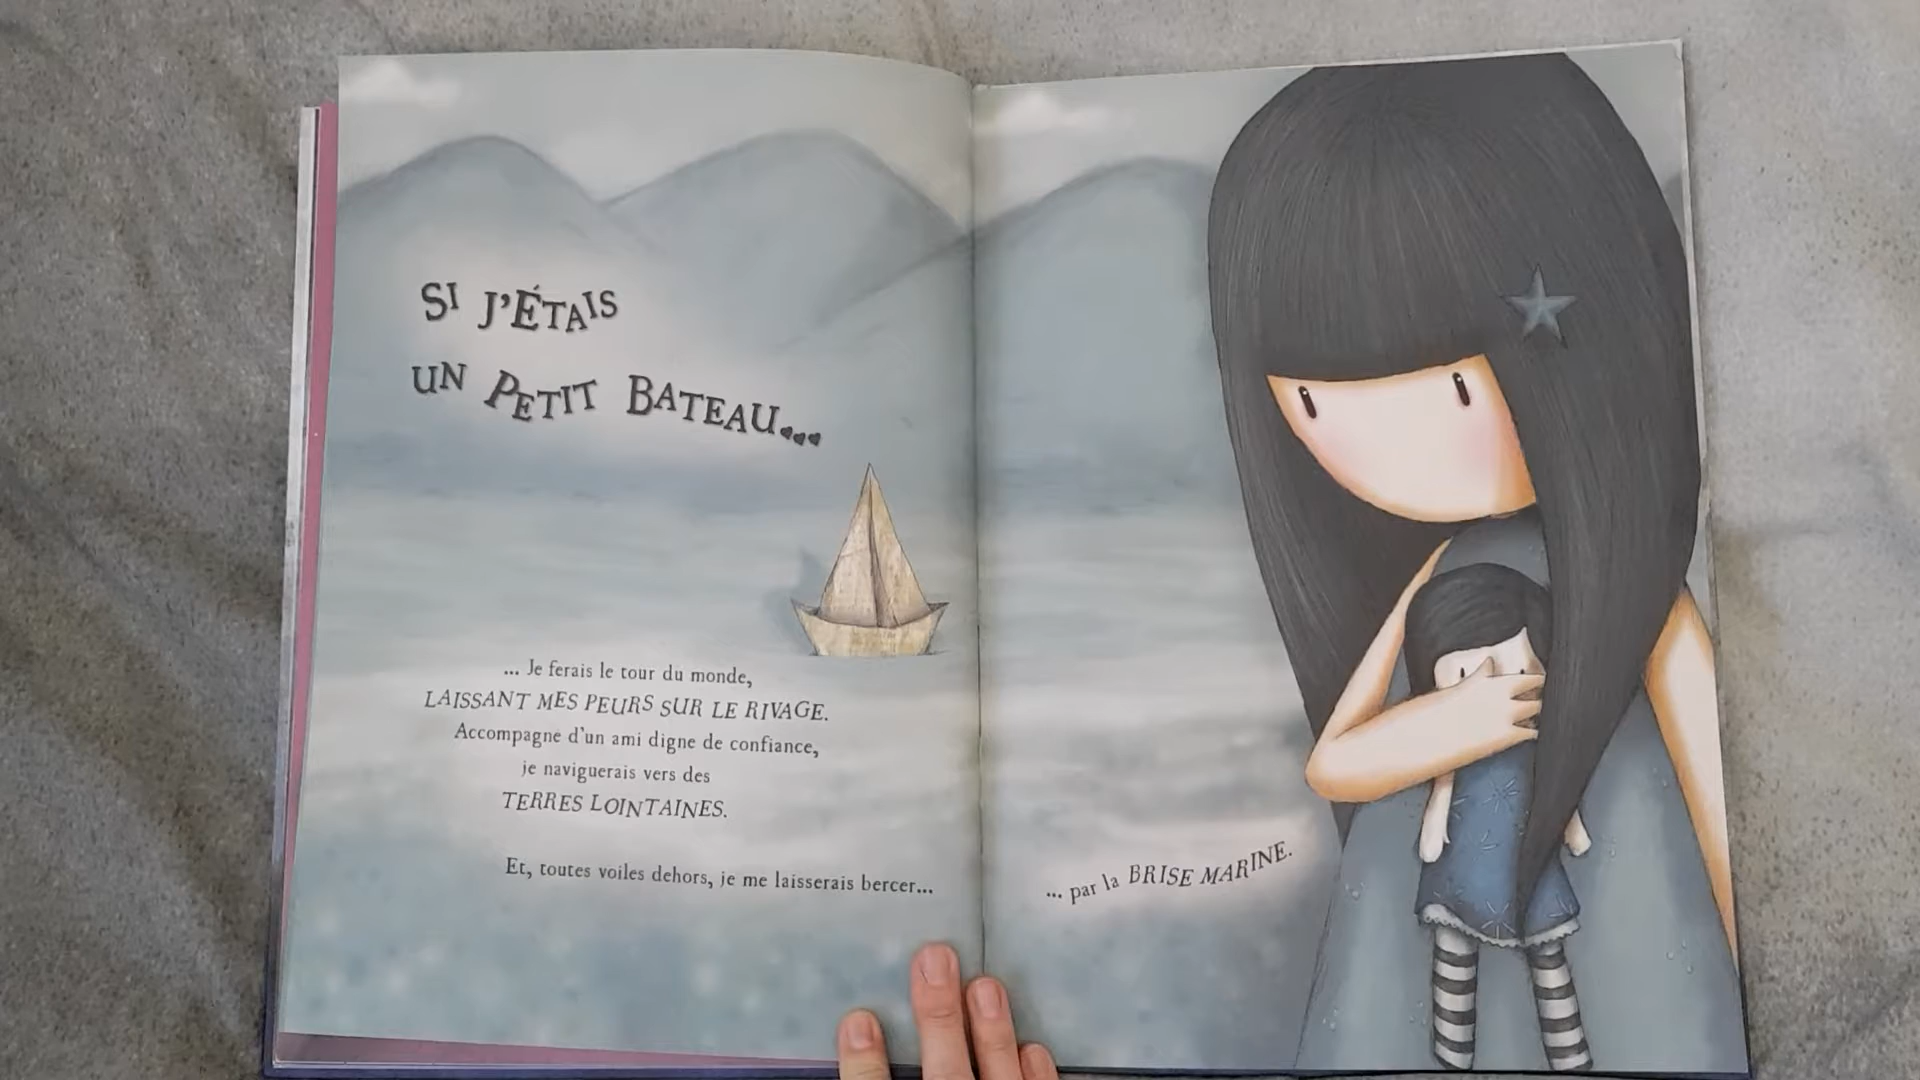 SI J'ÉTAIS
UN PETIT BATEAU...
... Je ferais le tour du monde,
LAISSANT MES PEURS SUR LE RIVAGE.
Accompagne d'un ami digne de confiance,
je naviguerais vers des
TERRES LOINTAINES.
Et, toutes voiles dehors, je me laisserais bercer...
... par la BRISE MARINE.